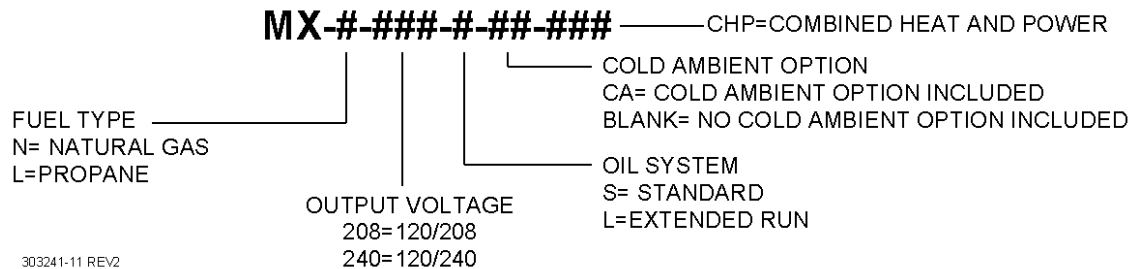 MX-#-###-#-##-###
CHP=COMBINED HEAT AND POWER
COLD AMBIENT OPTION
CA= COLD AMBIENT OPTION INCLUDED
BLANK= NO COLD AMBIENT OPTION INCLUDED
FUEL TYPE
N= NATURAL GAS
L=PROPANE
OIL SYSTEM
S= STANDARD
L=EXTENDED RUN
OUTPUT VOLTAGE
208=120/208
240=120/240
303241-11 REV2